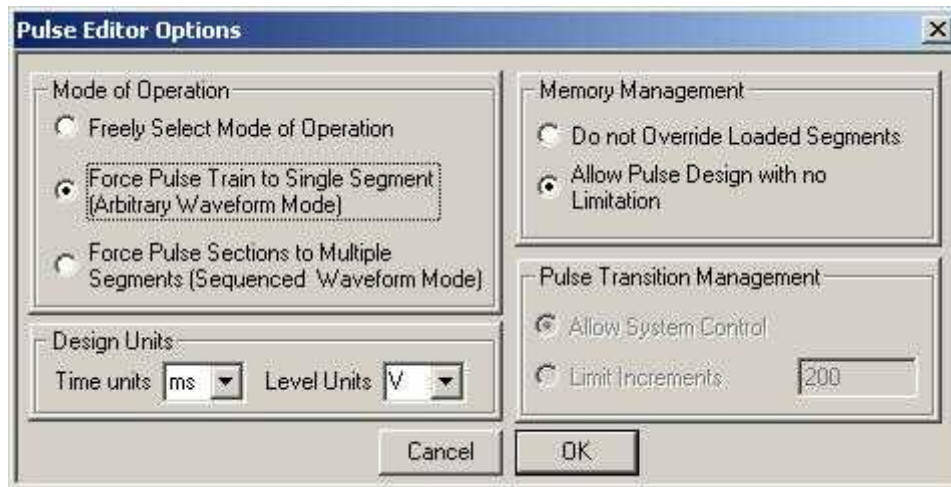 Pulse Editor Options
Mode of Operation
Freely Select Mode of Operation
Force Pulse Train to Single Segment
(Arbitrary Waveform Mode)
Force Pulse Sections to Multiple
Segments (Sequenced Waveform Mode)
Design Units
Time units ms Level Units V
Memory Management
Do not Override Loaded Segments
Allow Pulse Design with no
Limitation
Pulse Transition Management
Allow System Control
Limit Increments 200
Cancel OK